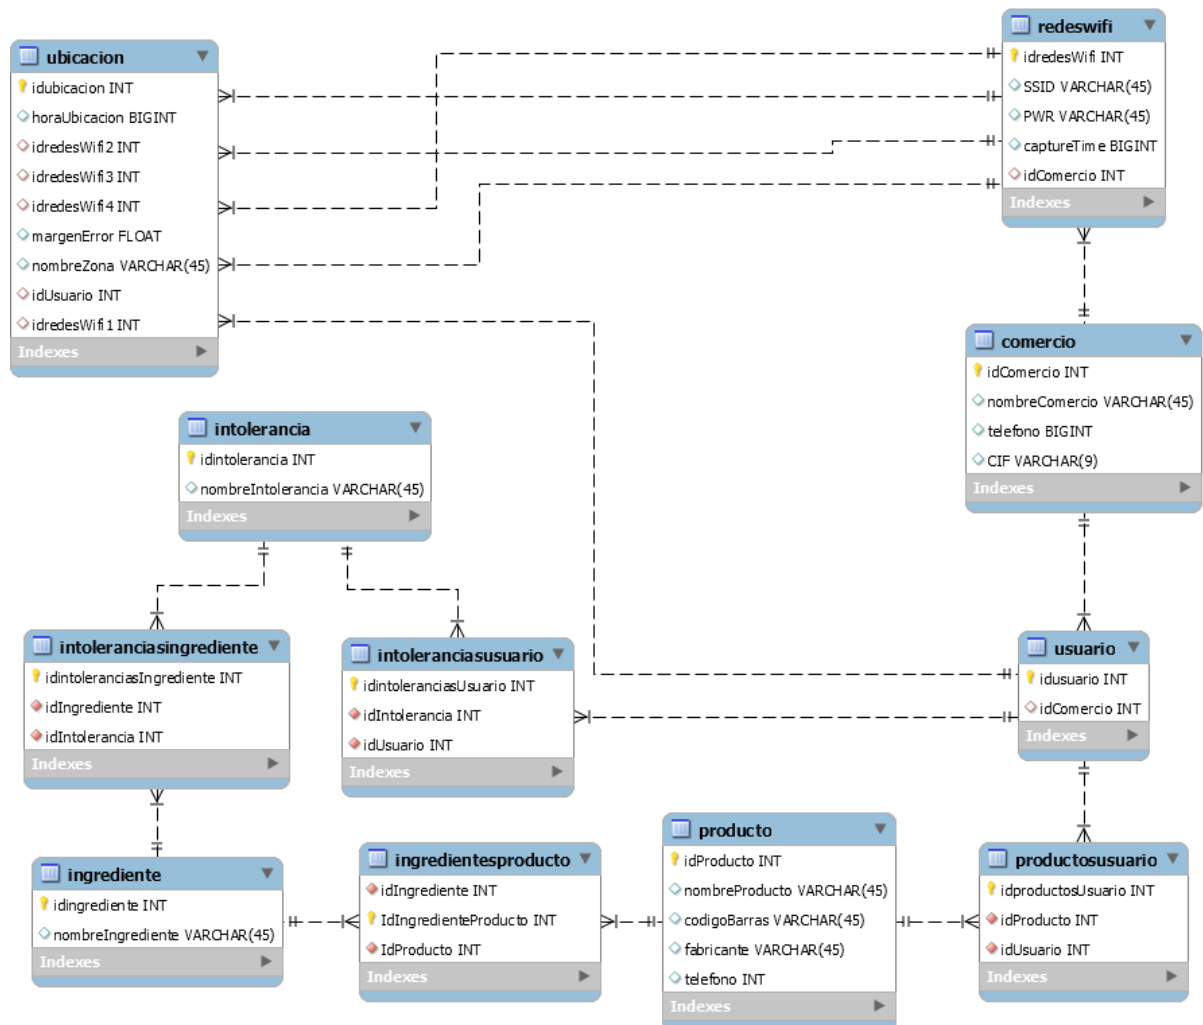 ubicacion
idubicacion INT
horaUbicacion BIGINT
idredesWifi2 INT
idredesWifi3 INT
idredesWifi4 INT
margenError FLOAT
nombreZona VARCHAR(45)
idUsuario INT
idredesWifi1 INT
Indexes
redeswifi
idredesWifi INT
SSID VARCHAR(45)
PWR VARCHAR(45)
captureTime BIGINT
idComercio INT
Indexes
comercio
idComercio INT
nombreComercio VARCHAR(45)
telefono BIGINT
CIF VARCHAR(9)
Indexes
intolerancia
idintolerancia INT
nombreIntolerancia VARCHAR(45)
Indexes
intoleranciasingrediente
idintoleranciasIngrediente INT
idIngrediente INT
idIntolerancia INT
Indexes
intoleranciasusuario
idintoleranciasUsuario INT
idIntolerancia INT
idUsuario INT
Indexes
usuario
idusuario INT
idComercio INT
Indexes
ingrediente
idingrediente INT
nombreIngrediente VARCHAR(45)
Indexes
ingredientesproducto
idIngrediente INT
IdIngredienteProducto INT
IdProducto INT
Indexes
producto
idProducto INT
nombreProducto VARCHAR(45)
codigoBarras VARCHAR(45)
fabricante VARCHAR(45)
telefono INT
Indexes
productosusuario
idproductosUsuario INT
idProducto INT
idUsuario INT
Indexes